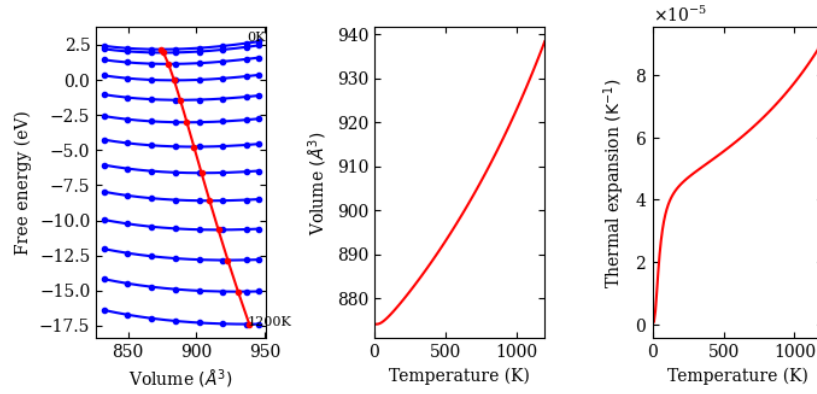 Free energy (eV)
2.5
0.0
−2.5
−5.0
−7.5
−10.0
−12.5
−15.0
−17.5
0K
1200K
850 900 950
Volume (Å³)
Volume (Å³)
940
930
920
910
900
890
880
0 500 1000
Temperature (K)
×10⁻⁵
Thermal expansion (K⁻¹)
8
6
4
2
0
0 500 1000
Temperature (K)